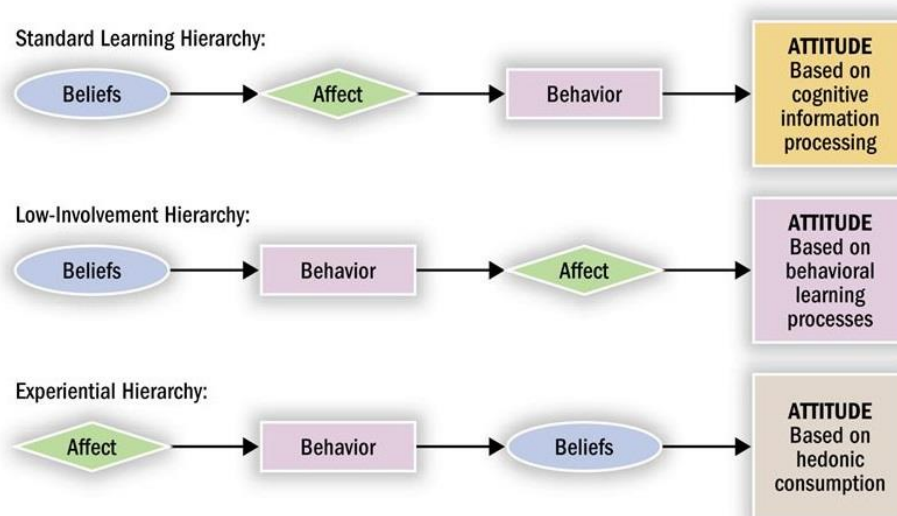 Standard Learning Hierarchy:
Beliefs
Affect
Behavior
ATTITUDE
Based on
cognitive
information
processing
Low-Involvement Hierarchy:
Beliefs
Behavior
Affect
ATTITUDE
Based on
behavioral
learning
processes
Experiential Hierarchy:
Affect
Behavior
Beliefs
ATTITUDE
Based on
hedonic
consumption